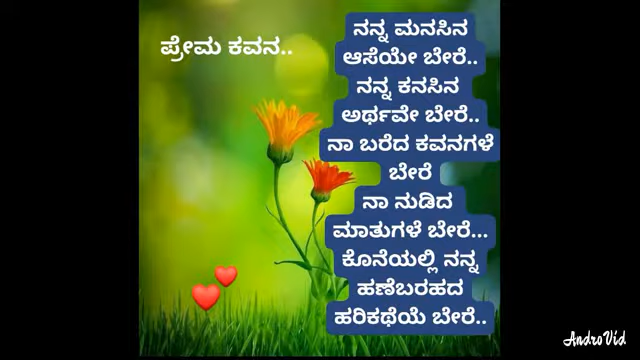 ಪ್ರೇಮ ಕವನ..
ನನ್ನ ಮನಸಿನ
ಆಸೆಯೇ ಬೇರೆ..
ನನ್ನ ಕನಸಿನ
ಅರ್ಥವೇ ಬೇರೆ..
ನಾ ಬರೆದ ಕವನಗಳೆ
ಬೇರೆ
ನಾ ನುಡಿದ
ಮಾತುಗಳೆ ಬೇರೆ...
ಕೊನೆಯಲ್ಲಿ ನನ್ನ
ಹಣೆಬರಹದ
ಹರಿಕಥೆಯೆ ಬೇರೆ..
AndroVid